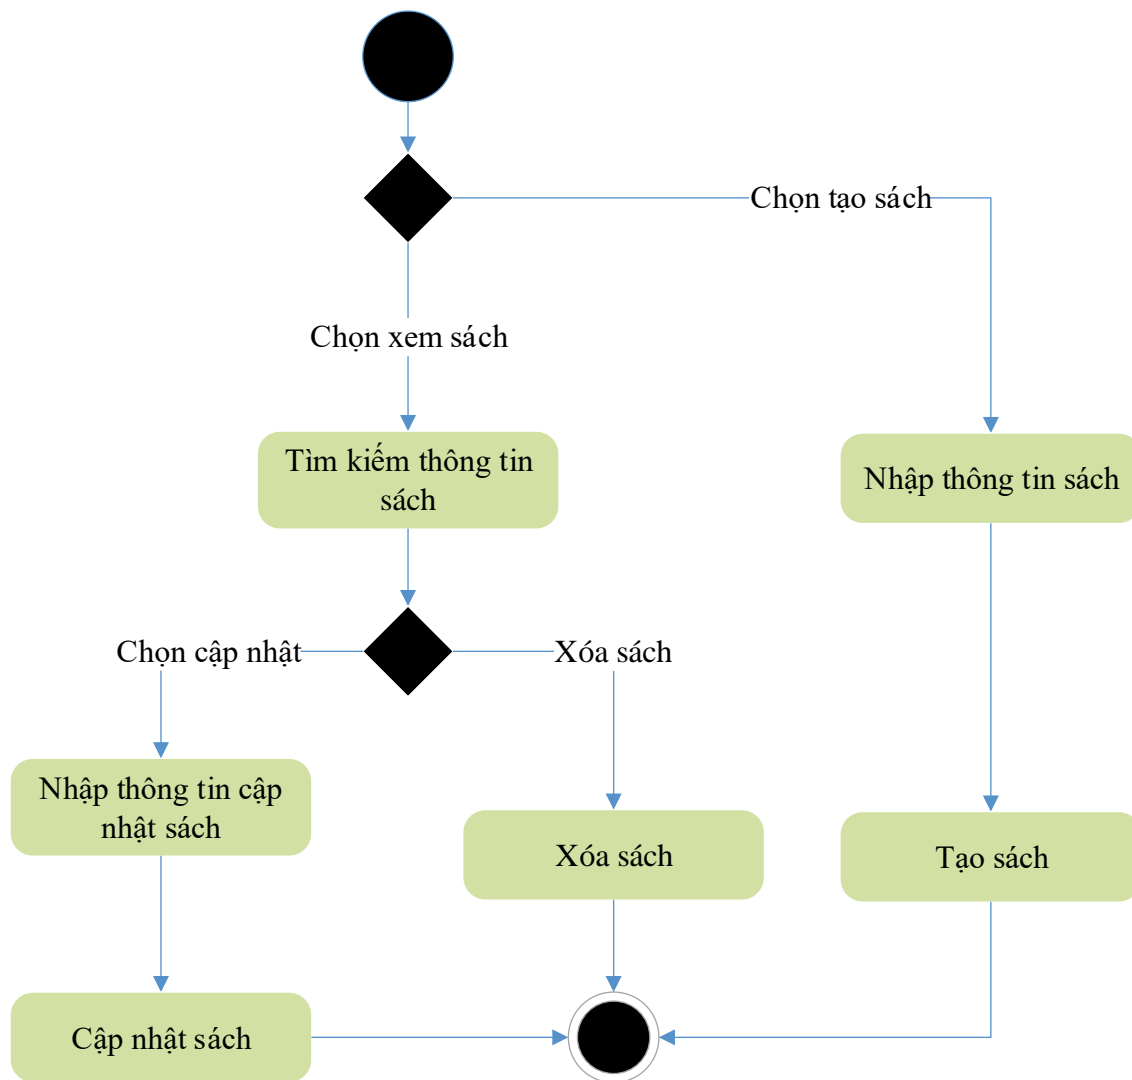 Chọn tạo sách
Chọn xem sách
Tìm kiếm thông tin
sách
Nhập thông tin sách
Chọn cập nhật
Xóa sách
Nhập thông tin cập
nhật sách
Xóa sách
Tạo sách
Cập nhật sách